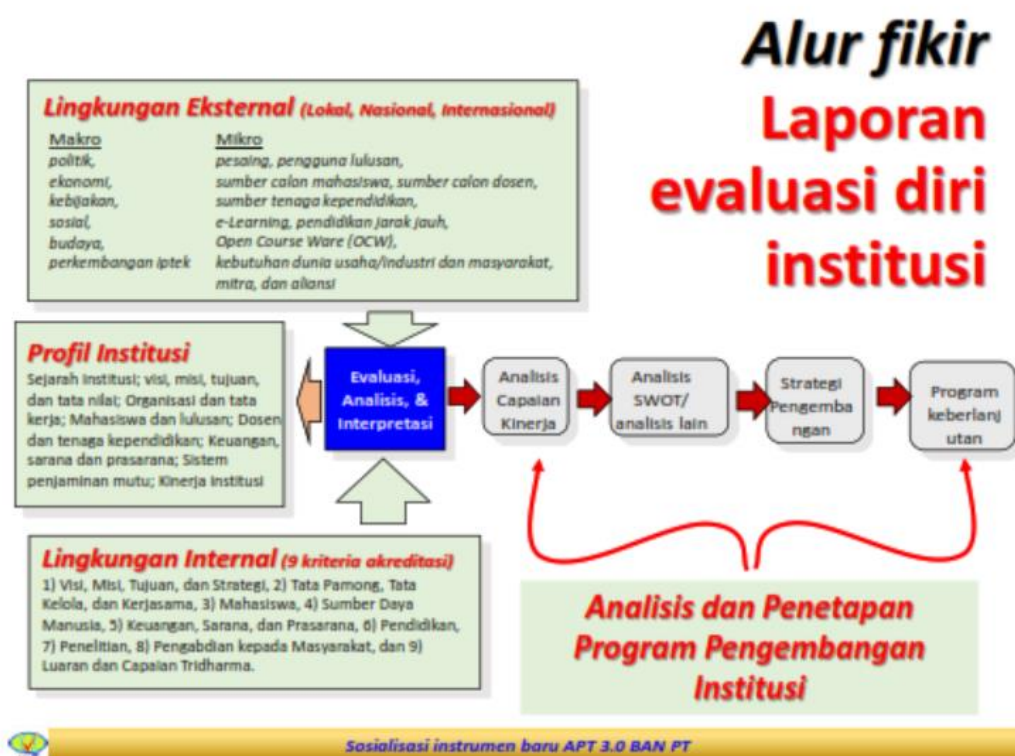 Alur fikir
Laporan
evaluasi diri
institusi
Lingkungan Eksternal (Lokal, Nasional, Internasional)
Makro
politik,
ekonomi,
kebijakan,
sosial,
budaya,
perkembangan iptek
Mikro
pesaing, pengguna lulusan,
sumber calon mahasiswa, sumber calon dosen,
sumber tenaga kependidikan,
e-Learning, pendidikan jarak jauh,
Open Course Ware (OCW),
kebutuhan dunia usaha/industri dan masyarakat,
mitra, dan aliansi
Profil Institusi
Sejarah institusi; visi, misi, tujuan,
dan tata nilai; Organisasi dan tata
kerja; Mahasiswa dan lulusan; Dosen
dan tenaga kependidikan; Keuangan,
sarana dan prasarana; Sistem
penjaminan mutu; Kinerja institusi
Evaluasi,
Analisis, &
Interpretasi
Analisis
Capaian
Kinerja
Analisis
SWOT/
analisis lain
Strategi
Pengemba
ngan
Program
keberlanj
utan
Lingkungan Internal (9 kriteria akreditasi)
1) Visi, Misi, Tujuan, dan Strategi, 2) Tata Pamong, Tata
Kelola, dan Kerjasama, 3) Mahasiswa, 4) Sumber Daya
Manusia, 5) Keuangan, Sarana, dan Prasarana, 6) Pendidikan,
7) Penelitian, 8) Pengabdian kepada Masyarakat, dan 9)
Luaran dan Capaian Tridharma.
Analisis dan Penetapan
Program Pengembangan
Institusi
Sosialisasi instrumen baru APT 3.0 BAN PT